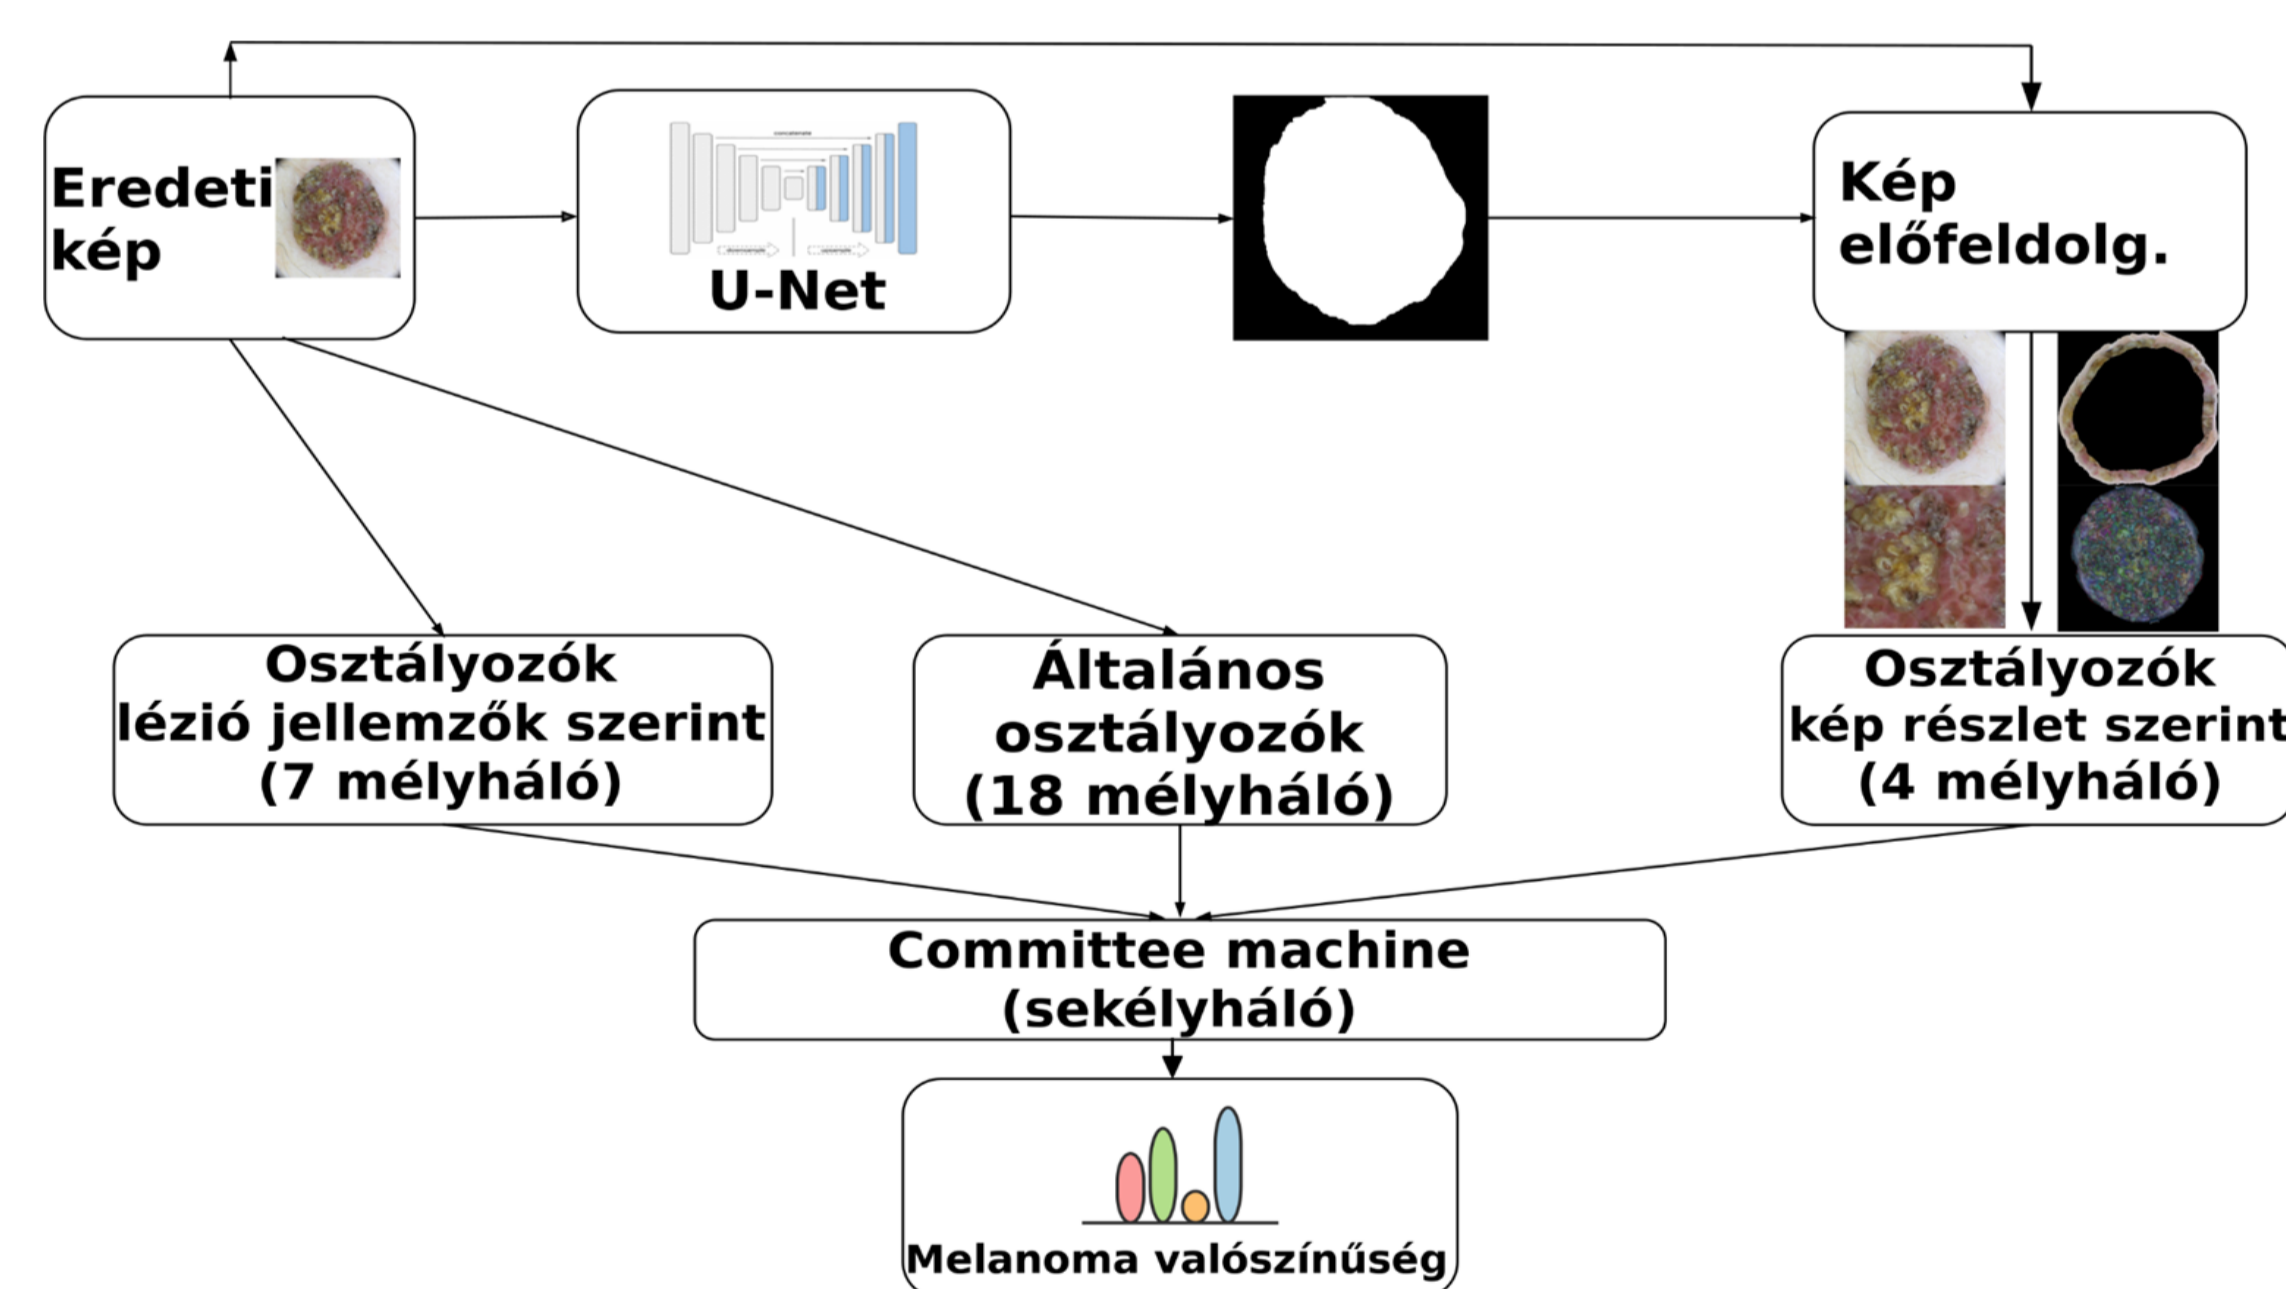 Eredeti
kép
concatenate
U-Net
Kép
előfeldolg.
Osztályozók
lézió jellemzők szerint
(7 mélyháló)
Általános
osztályozók
(18 mélyháló)
Osztályozók
kép részlet szerint
(4 mélyháló)
Committee machine
(sekélyháló)
Melanoma valószínűség